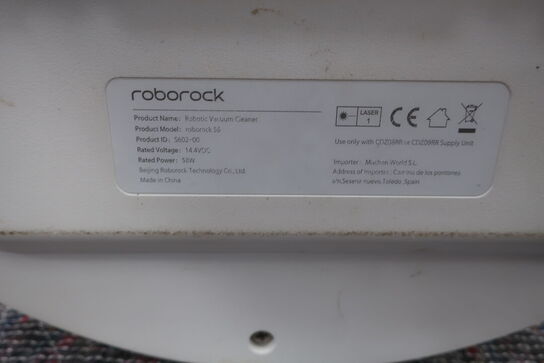 roborock
Product Name: Robotic Vacuum Cleaner
Product Model: roborock S6
Product ID: S602-00
Rated Voltage: 14.4VDC
Rated Power: 58W
Beijing Roborock Technology Co., Ltd.
Made in China
LASER
1
CE
Use only with CDZ08RR or CDZ09RR Supply Unit
Importer: Muchan World S.L.
Address of Importer: Camino de los pontones
s/n, Seseña nuevo, Toledo, Spain